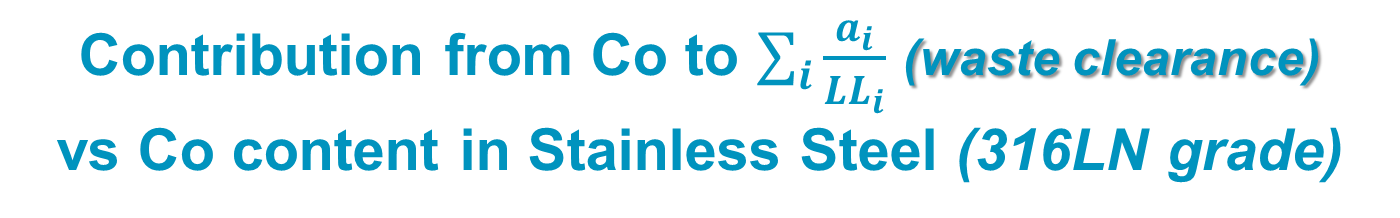 Contribution from Co to ∑ᵢ aᵢ/LLᵢ (waste clearance)
vs Co content in Stainless Steel (316LN grade)